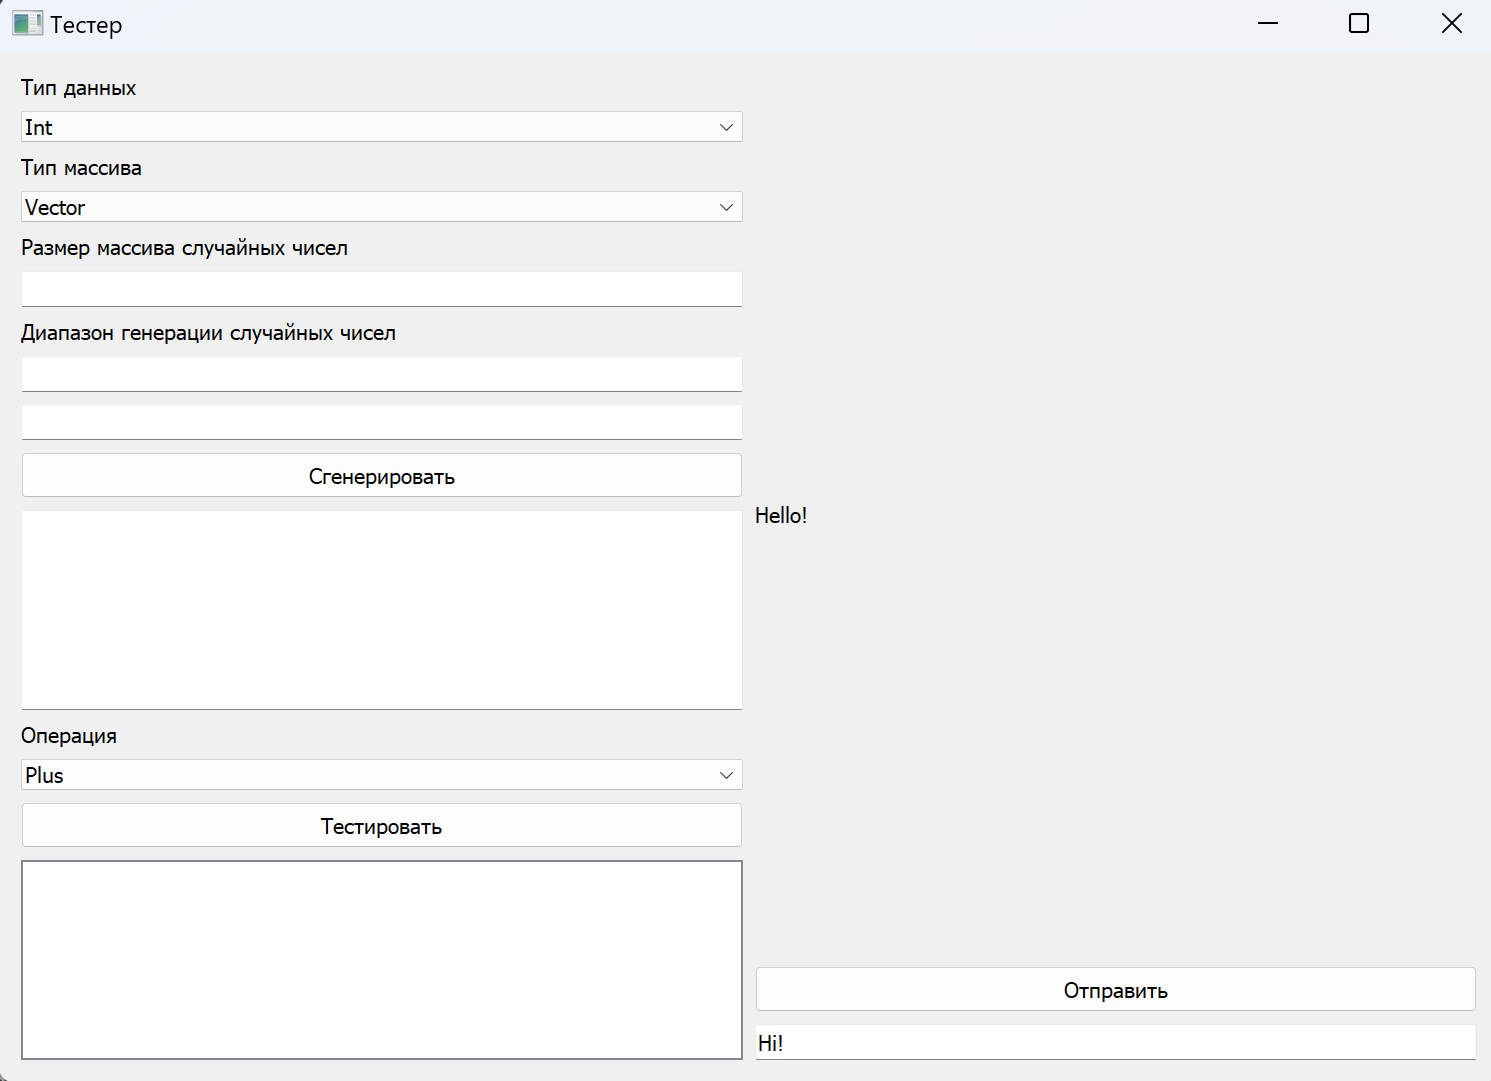 Тестер
Тип данных
Int
Тип массива
Vector
Размер массива случайных чисел
Диапазон генерации случайных чисел
Сгенерировать
Операция
Plus
Тестировать
Hello!
Отправить
Hi!